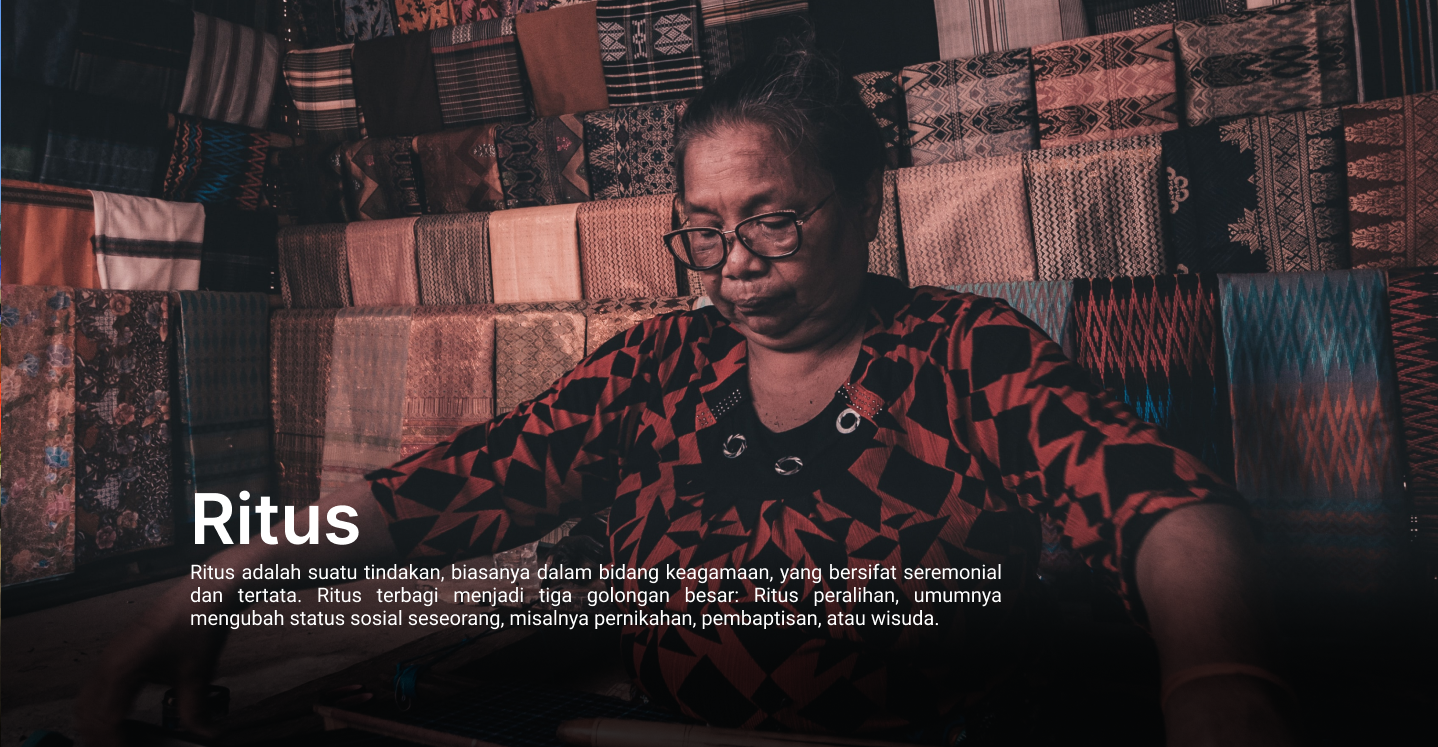 Ritus
Ritus adalah suatu tindakan, biasanya dalam bidang keagamaan, yang bersifat seremonial
dan tertata. Ritus terbagi menjadi tiga golongan besar: Ritus peralihan, umumnya
mengubah status sosial seseorang, misalnya pernikahan, pembaptisan, atau wisuda.